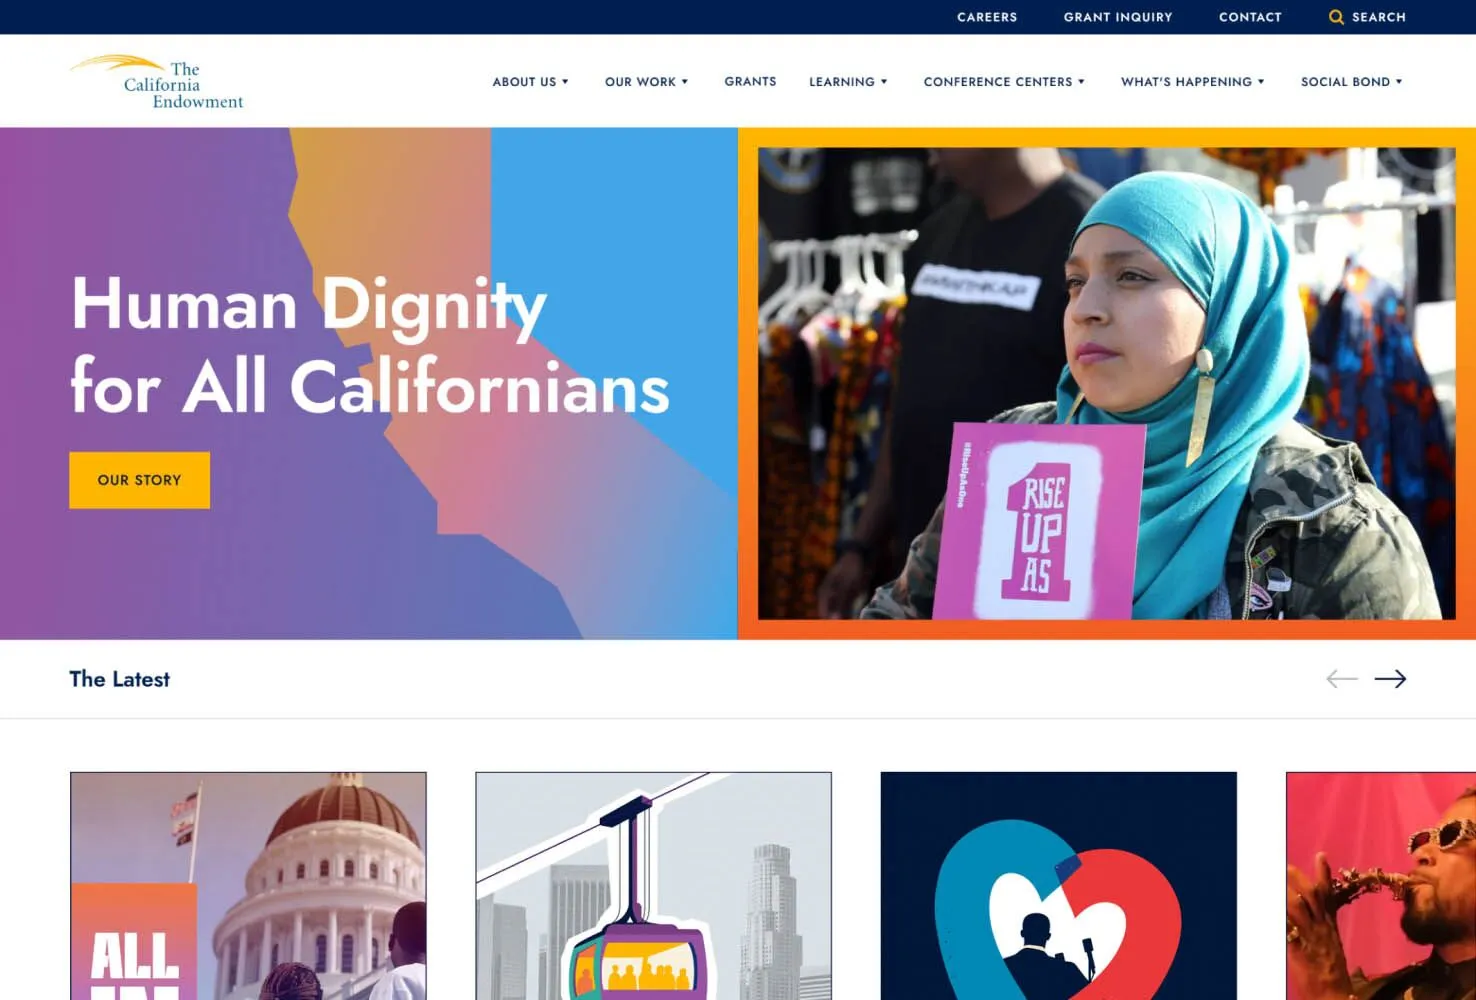 CAREERS
GRANT INQUIRY
CONTACT
SEARCH
The
California
Endowment
ABOUT US
OUR WORK
GRANTS
LEARNING
CONFERENCE CENTERS
WHAT'S HAPPENING
SOCIAL BOND
Human Dignity
for All Californians
OUR STORY
#RiseUpAsOne
1
RISE
UP
AS
The Latest
ALL
IN